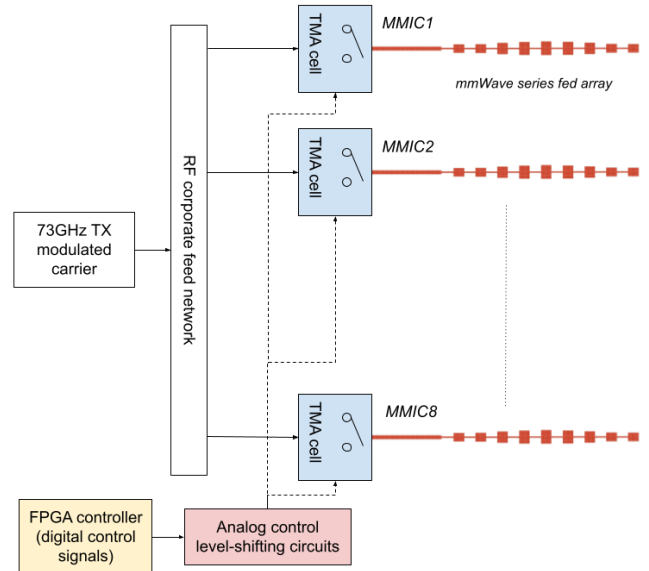 MMIC1
TMA cell
mmWave series fed array
MMIC2
TMA cell
RF corporate feed network
73GHz TX
modulated
carrier
MMIC8
TMA cell
FPGA controller
(digital control
signals)
Analog control
level-shifting circuits